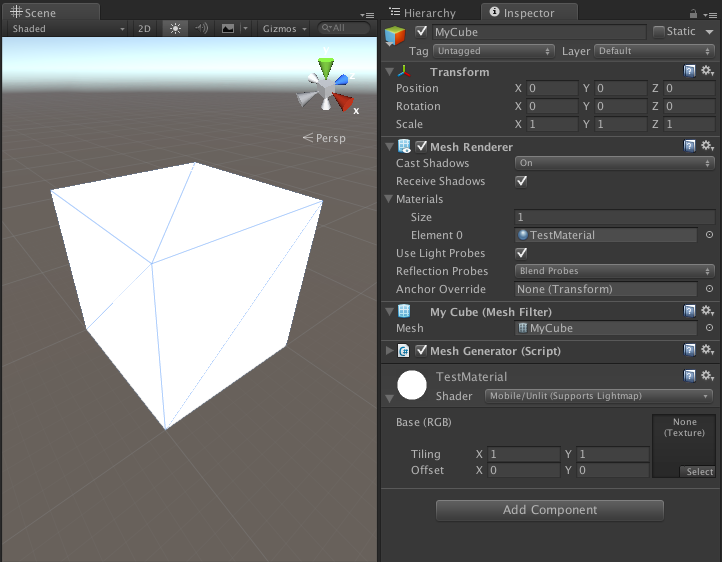 Scene
Shaded
2D
Gizmos
All
y
z
x
Persp
Hierarchy
Inspector
MyCube
Static
Tag Untagged Layer Default
Transform
Position X 0 Y 0 Z 0
Rotation X 0 Y 0 Z 0
Scale X 1 Y 1 Z 1
Mesh Renderer
Cast Shadows On
Receive Shadows
Materials
Size 1
Element 0 TestMaterial
Use Light Probes
Reflection Probes Blend Probes
Anchor Override None (Transform)
My Cube (Mesh Filter)
Mesh MyCube
Mesh Generator (Script)
TestMaterial
Shader Mobile/Unlit (Supports Lightmap)
Base (RGB)
None
(Texture)
Tiling X 1 Y 1
Offset X 0 Y 0
Select
Add Component